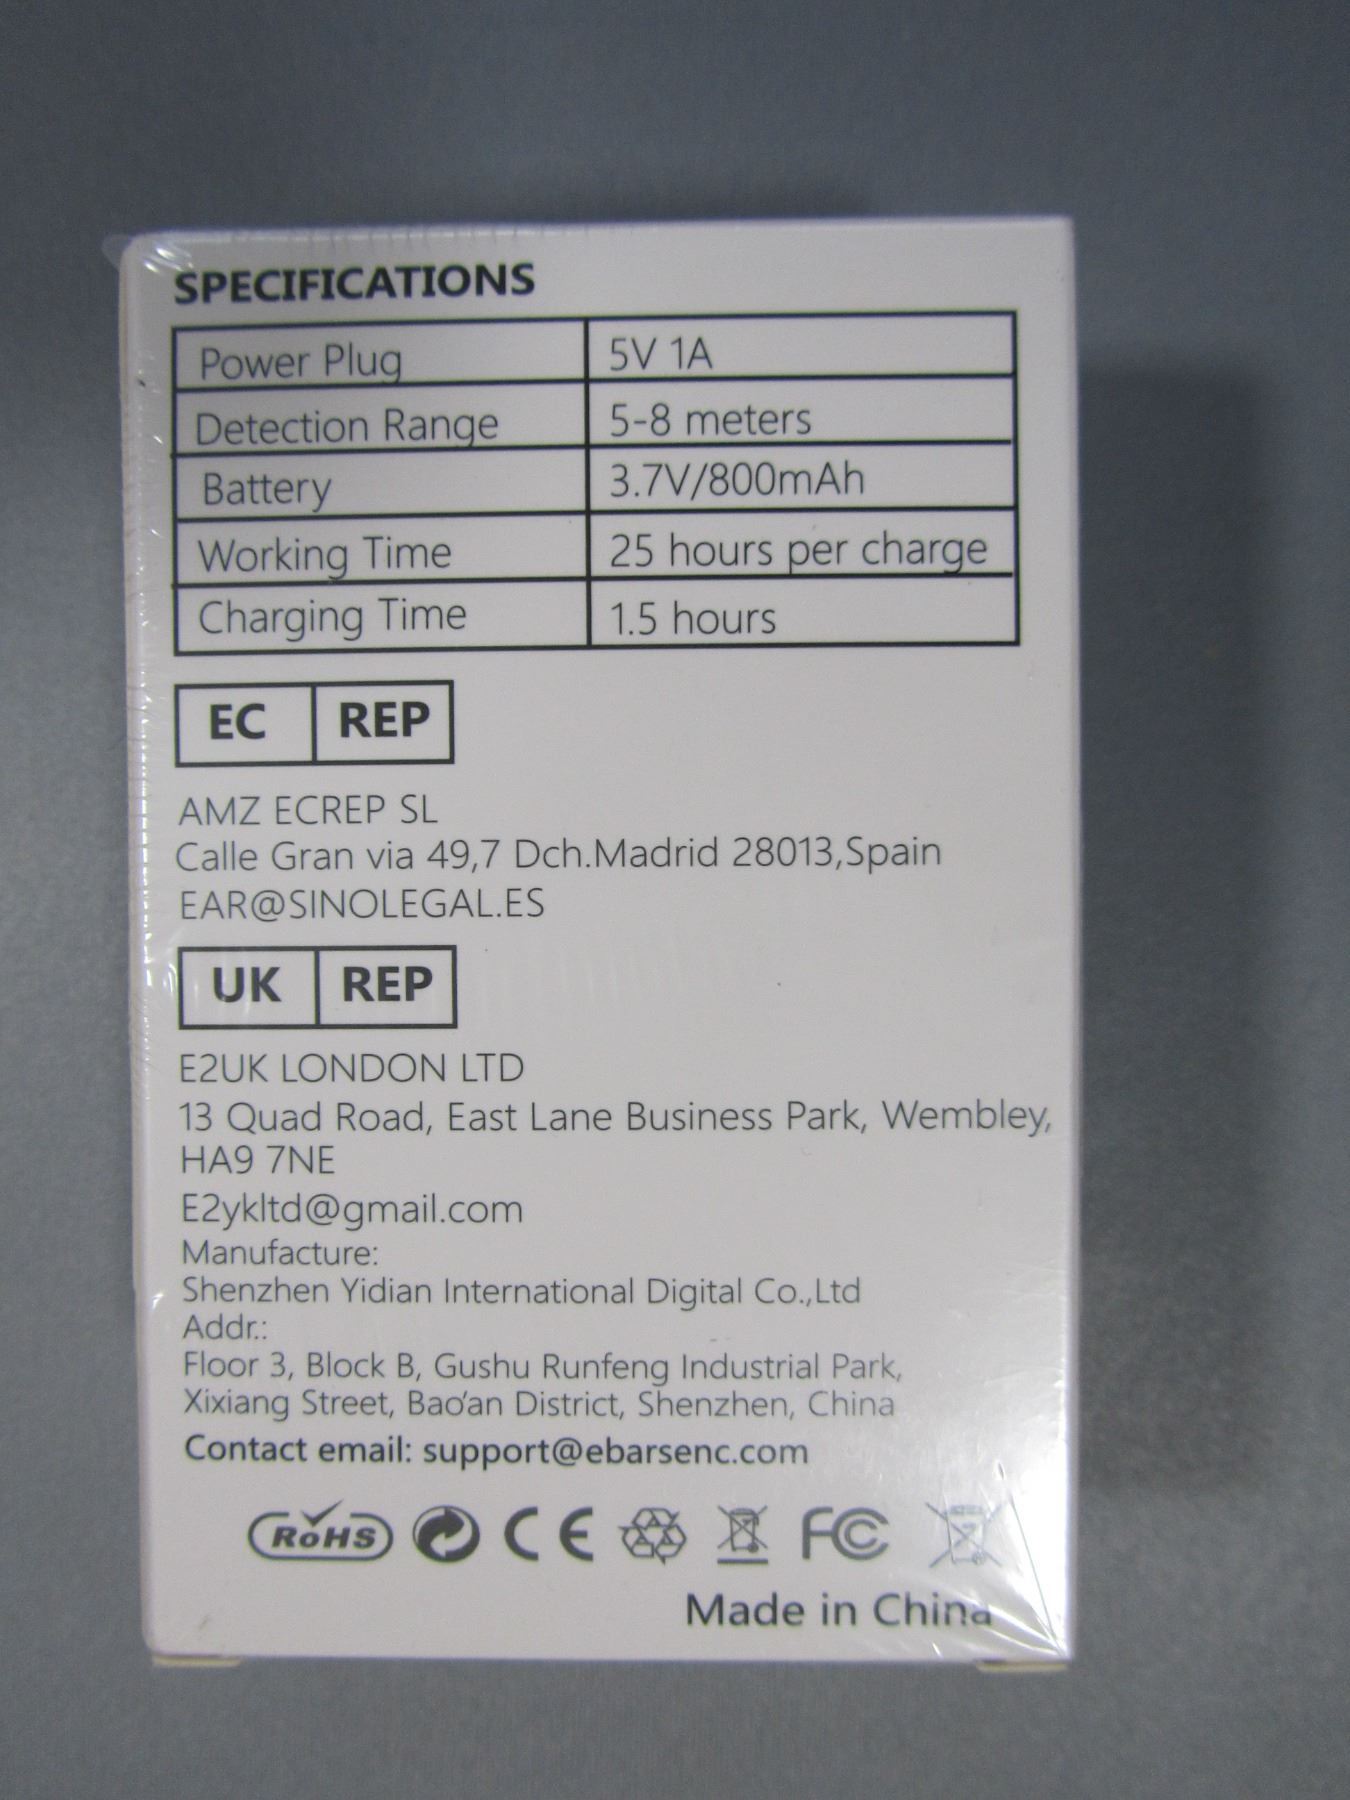 SPECIFICATIONS
Power Plug 5V 1A
Detection Range 5-8 meters
Battery 3.7V/800mAh
Working Time 25 hours per charge
Charging Time 1.5 hours
EC REP
AMZ ECREP SL
Calle Gran via 49,7 Dch.Madrid 28013,Spain
EAR@SINOLEGAL.ES
UK REP
E2UK LONDON LTD
13 Quad Road, East Lane Business Park, Wembley,
HA9 7NE
E2ykltd@gmail.com
Manufacture:
Shenzhen Yidian International Digital Co.,Ltd
Addr.:
Floor 3, Block B, Gushu Runfeng Industrial Park,
Xixiang Street, Bao'an District, Shenzhen, China
Contact email: support@ebarsenc.com
RoHS CE FC
Made in China